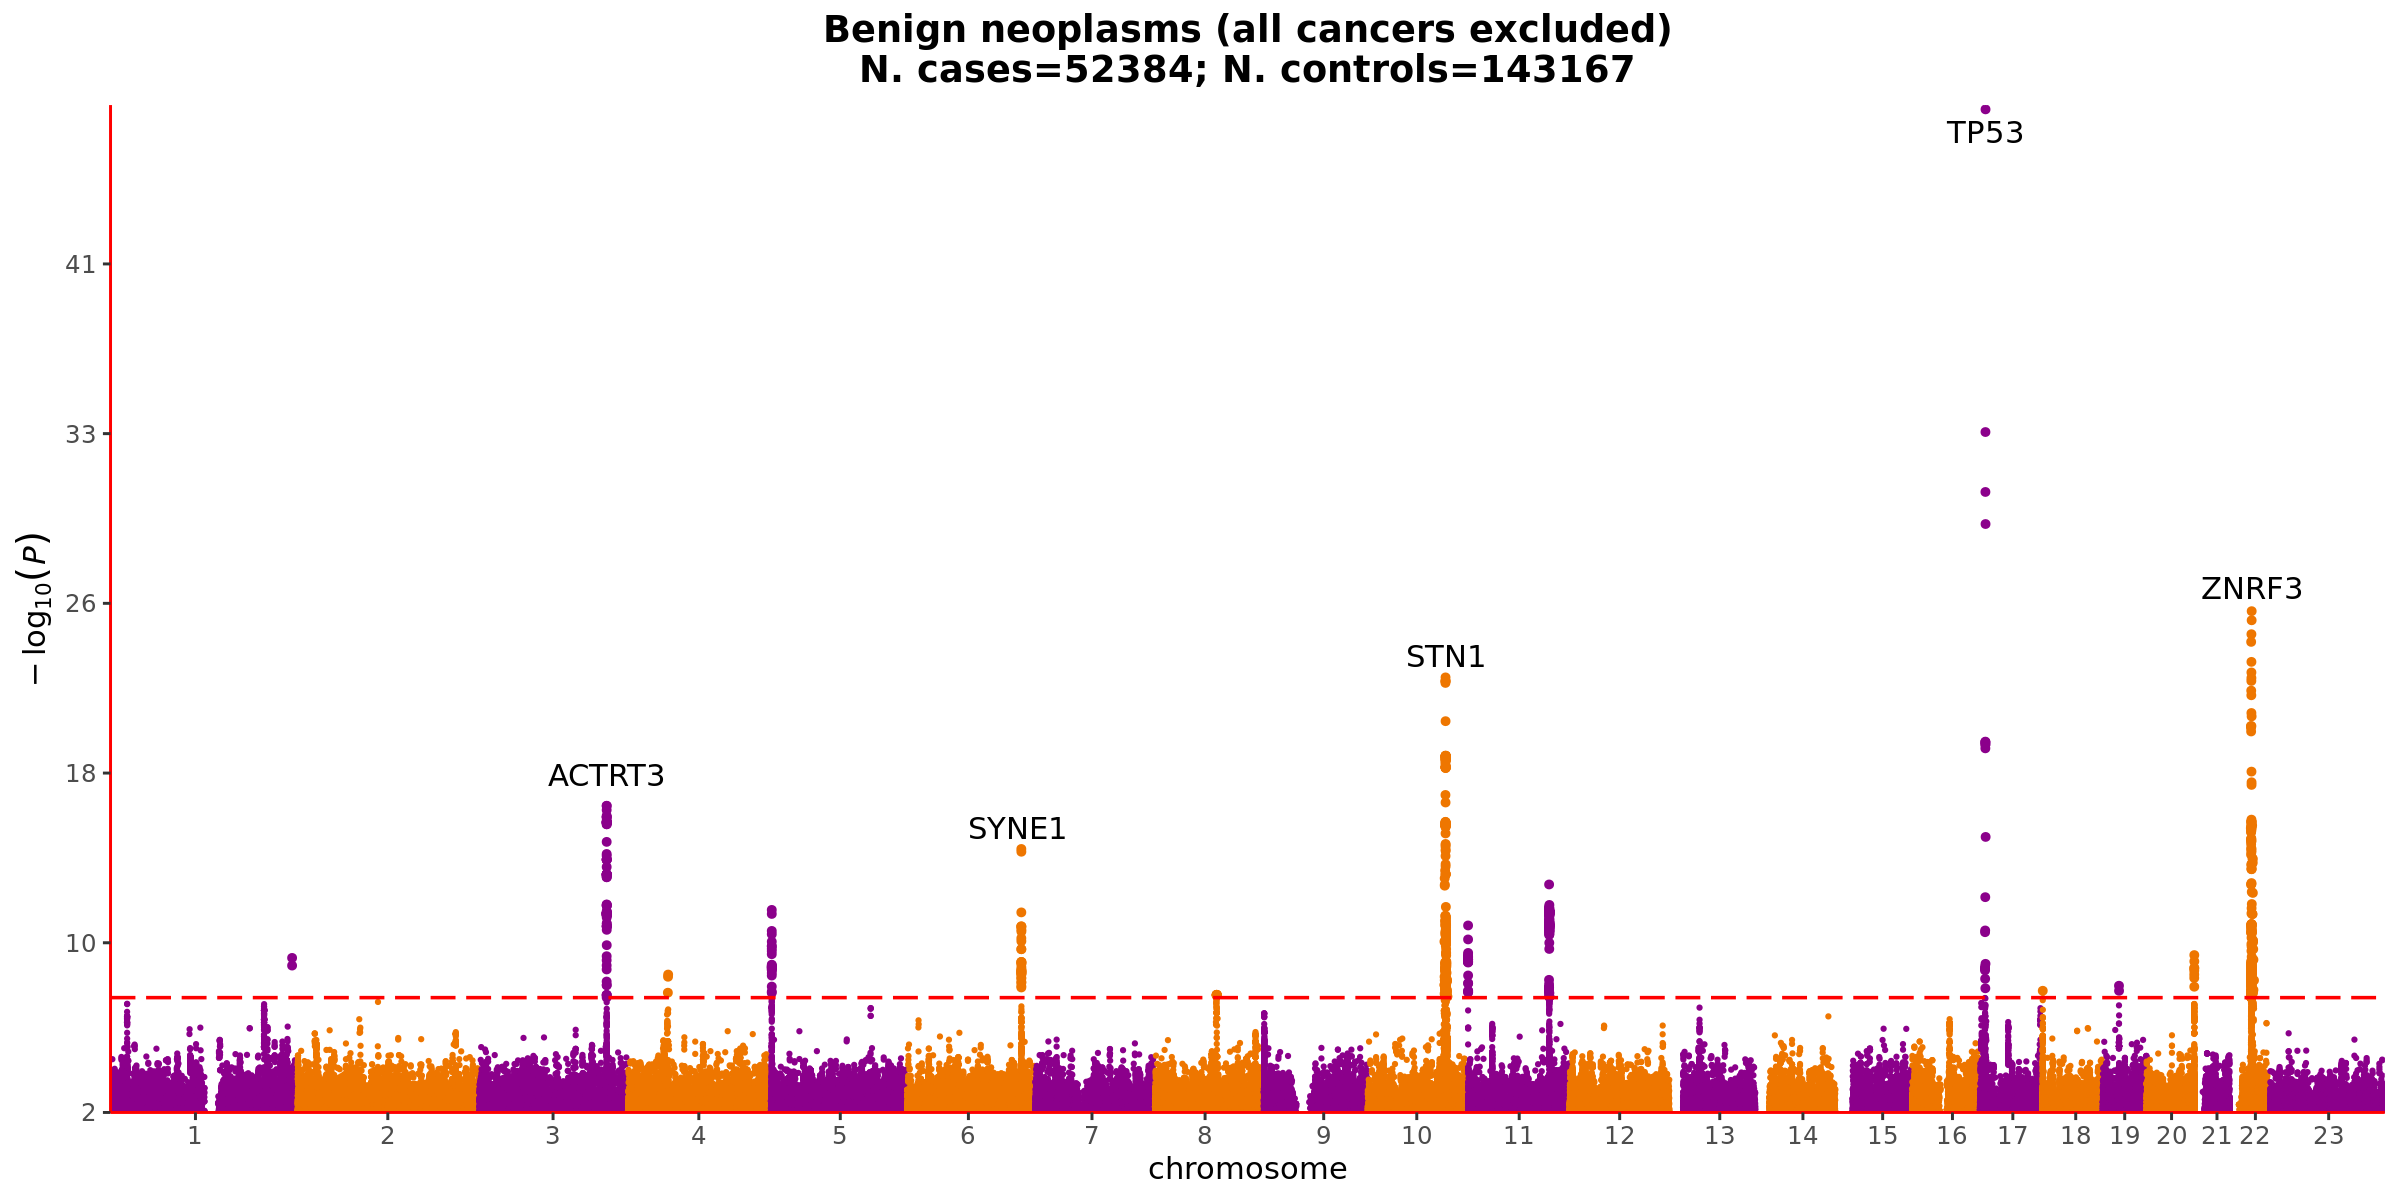 Benign neoplasms (all cancers excluded)
N. cases=52384; N. controls=143167
TP53
41
33
ZNRF3
26
STN1
18
ACTRT3
SYNE1
10
2
−log10(P)
1 2 3 4 5 6 7 8 9 10 11 12 13 14 15 16 17 18 19 20 21 22 23
chromosome